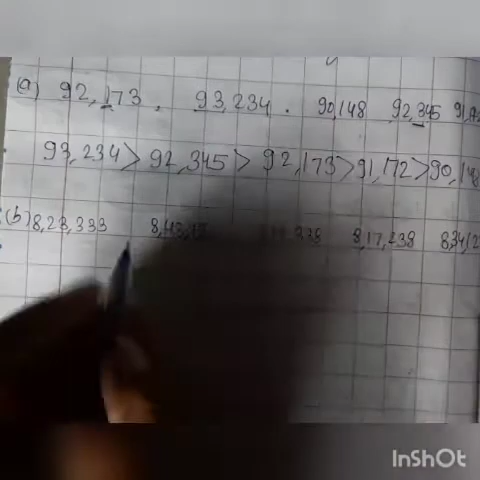 (a) 92,173 . 93,234 . 90,148 92,345
93,234 > 92,345 > 92,173 > 91,172 > 90,148
(b) 8,23,333 8,17,238
InShOt